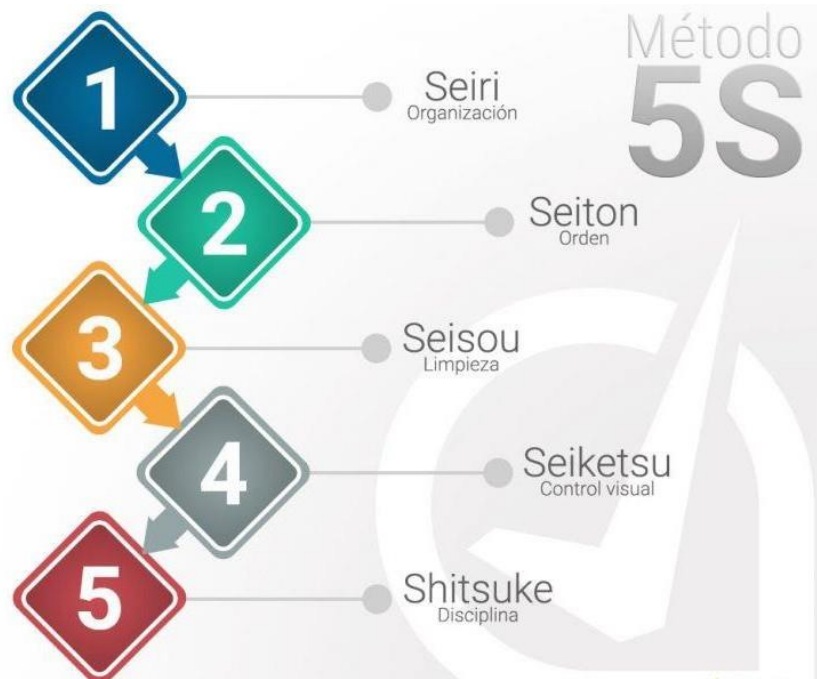 Método
5S
1
Seiri
Organización
2
Seiton
Orden
3
Seisou
Limpieza
4
Seiketsu
Control visual
5
Shitsuke
Disciplina